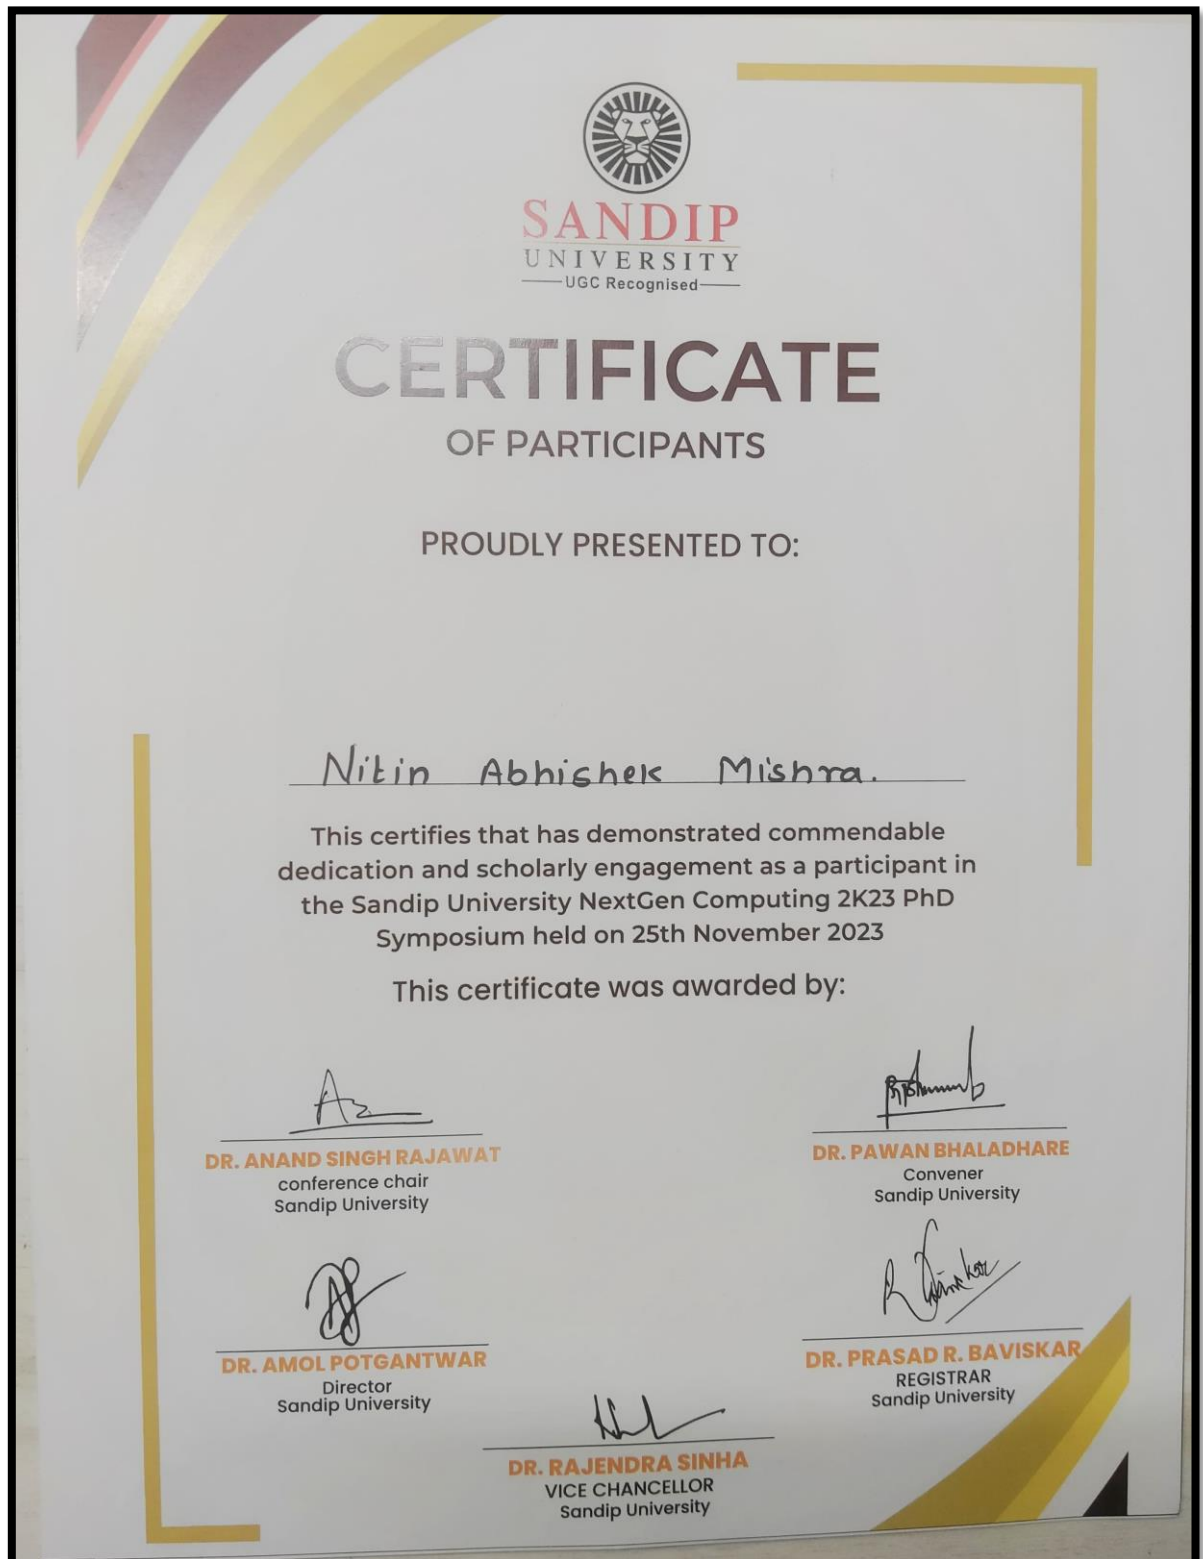 SANDIP
UNIVERSITY
UGC Recognised
CERTIFICATE
OF PARTICIPANTS
PROUDLY PRESENTED TO:
Nitin Abhishek Mishra.
This certifies that has demonstrated commendable
dedication and scholarly engagement as a participant in
the Sandip University NextGen Computing 2K23 PhD
Symposium held on 25th November 2023
This certificate was awarded by:
DR. ANAND SINGH RAJAWAT
conference chair
Sandip University
DR. PAWAN BHALADHARE
Convener
Sandip University
DR. AMOL POTGANTWAR
Director
Sandip University
DR. PRASAD R. BAVISKAR
REGISTRAR
Sandip University
DR. RAJENDRA SINHA
VICE CHANCELLOR
Sandip University